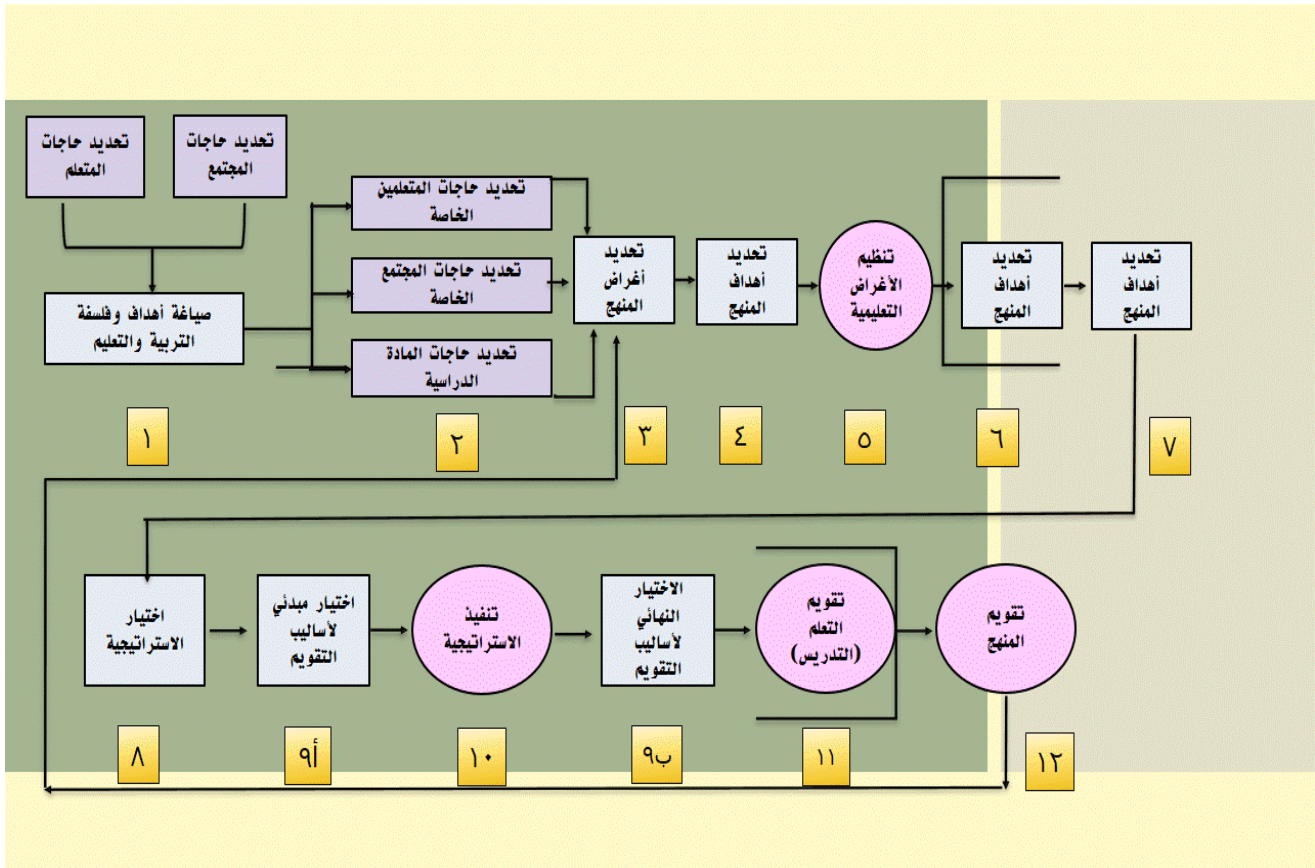 تحديد حاجات
المتعلم
تحديد حاجات
المجتمع
صياغة أهداف وفلسفة
التربية والتعليم
تحديد حاجات المتعلمين
الخاصة
تحديد حاجات المجتمع
الخاصة
تحديد حاجات المادة
الدراسية
تحديد
أغراض
المنهج
تحديد
أهداف
المنهج
تنظيم
الأغراض
التعليمية
تحديد
أهداف
المنهج
تحديد
أهداف
المنهج
١
٢
٣
٤
٥
٦
٧
اختيار
الاستراتيجية
اختيار مبدئي
لأساليب
التقويم
تنفيذ
الاستراتيجية
الاختيار
النهائي
لأساليب
التقويم
تقويم
التعلم
(التدريس)
تقويم
المنهج
٨
٩أ
١٠
٩ب
١١
١٢